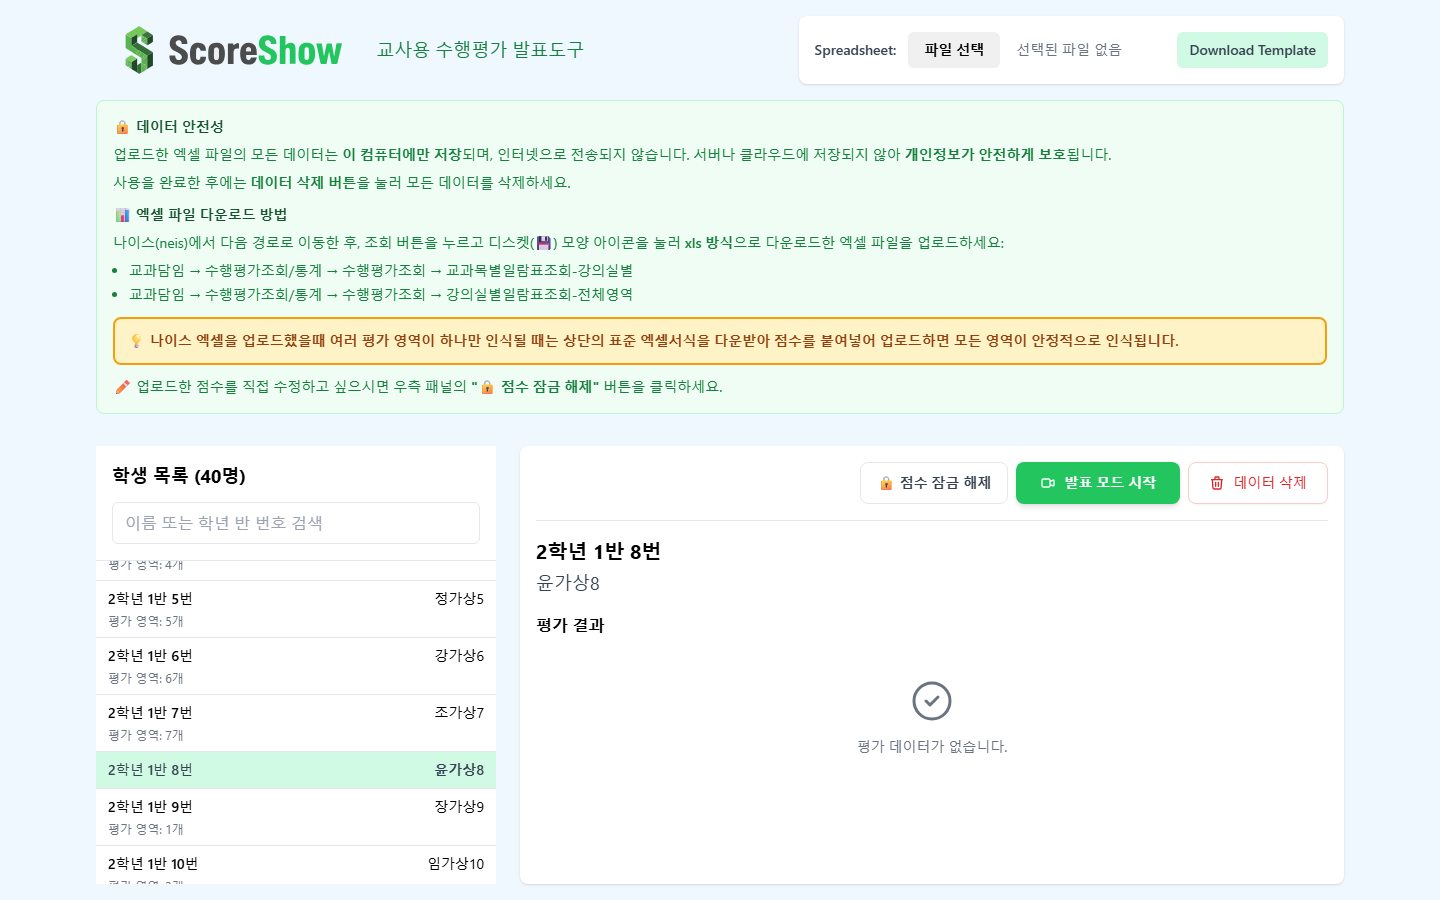 ScoreShow
교사용 수행평가 발표도구
Spreadsheet: 파일 선택 선택된 파일 없음 Download Template
🔒 데이터 안전성
업로드한 엑셀 파일의 모든 데이터는 이 컴퓨터에만 저장되며, 인터넷으로 전송되지 않습니다. 서버나 클라우드에 저장되지 않아 개인정보가 안전하게 보호됩니다.
사용을 완료한 후에는 데이터 삭제 버튼을 눌러 모든 데이터를 삭제하세요.
📊 엑셀 파일 다운로드 방법
나이스(neis)에서 다음 경로로 이동한 후, 조회 버튼을 누르고 디스켓(💾) 모양 아이콘을 눌러 xls 방식으로 다운로드한 엑셀 파일을 업로드하세요:
• 교과담임 → 수행평가조회/통계 → 수행평가조회 → 교과목별일람표조회-강의실별
• 교과담임 → 수행평가조회/통계 → 수행평가조회 → 강의실별일람표조회-전체영역
💡 나이스 엑셀을 업로드했을때 여러 평가 영역이 하나만 인식될 때는 상단의 표준 엑셀서식을 다운받아 점수를 붙여넣어 업로드하면 모든 영역이 안정적으로 인식됩니다.
✏️ 업로드한 점수를 직접 수정하고 싶으시면 우측 패널의 "🔒 점수 잠금 해제" 버튼을 클릭하세요.
학생 목록 (40명)
이름 또는 학년 반 번호 검색
평가 영역: 4개
2학년 1반 5번 정가상5
평가 영역: 5개
2학년 1반 6번 강가상6
평가 영역: 6개
2학년 1반 7번 조가상7
평가 영역: 7개
2학년 1반 8번 윤가상8
2학년 1반 9번 장가상9
평가 영역: 1개
2학년 1반 10번 임가상10
🔒 점수 잠금 해제 발표 모드 시작 데이터 삭제
2학년 1반 8번
윤가상8
평가 결과
평가 데이터가 없습니다.